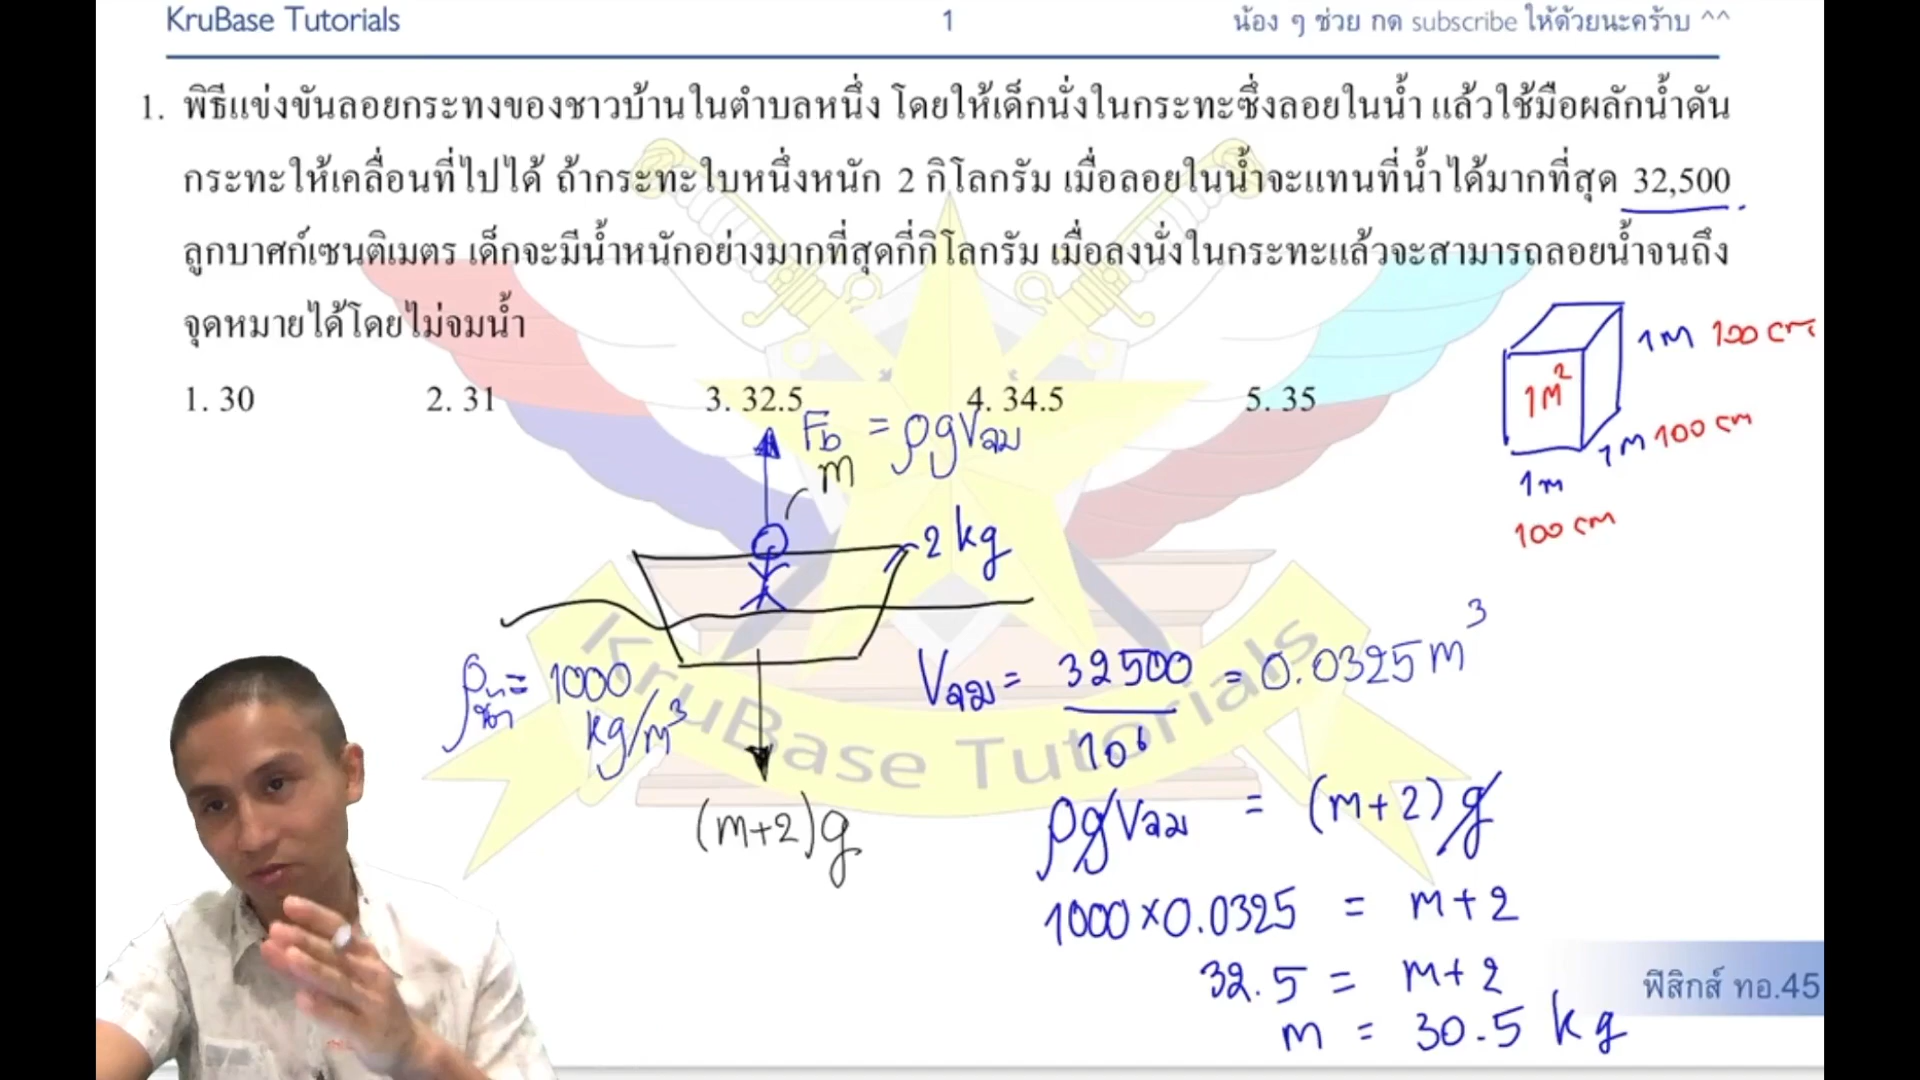 KruBase Tutorials 1 น้อง ๆ ช่วย กด subscribe ให้ด้วยนะคร้าบ ^^
1. พิธีแข่งขันลอยกระทงของชาวบ้านในตำบลหนึ่ง โดยให้เด็กนั่งในกระทะซึ่งลอยในน้ำ แล้วใช้มือผลักน้ำดัน
กระทะให้เคลื่อนที่ไปได้ ถ้ากระทะใบหนึ่งหนัก 2 กิโลกรัม เมื่อลอยในน้ำจะแทนที่น้ำได้มากที่สุด 32,500
ลูกบาศก์เซนติเมตร เด็กจะมีน้ำหนักอย่างมากที่สุดกี่กิโลกรัม เมื่อลงนั่งในกระทะแล้วจะสามารถลอยน้ำจนถึง
จุดหมายได้โดยไม่จมน้ำ
1. 30 2. 31 3. 32.5 4. 34.5 5. 35
1m 100 cm
1m²
1m 100 cm
1m
100 cm
Fb = ρgVจม
m
2 kg
ρน้ำ = 1000
kg/m³
Vจม = 32500 = 0.0325 m³
10⁶
(m+2)g
ρgVจม = (m+2)g
1000×0.0325 = m+2
32.5 = m+2
m = 30.5 kg
ฟิสิกส์ ทอ.45
KruBase Tutorials